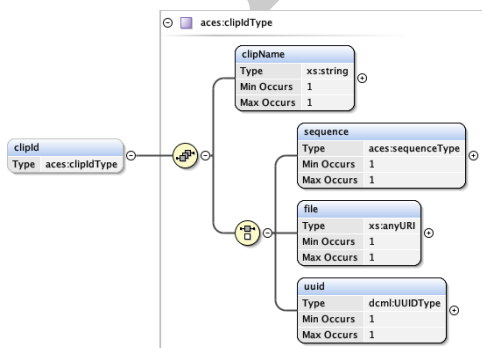 aces:clipIdType
clipName
Type xs:string
Min Occurs 1
Max Occurs 1
clipId
Type aces:clipIdType
sequence
Type aces:sequenceType
Min Occurs 1
Max Occurs 1
file
Type xs:anyURI
Min Occurs 1
Max Occurs 1
uuid
Type dcml:UUIDType
Min Occurs 1
Max Occurs 1